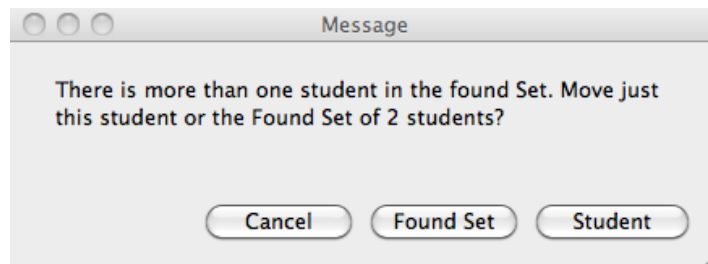 Message
There is more than one student in the found Set. Move just
this student or the Found Set of 2 students?
Cancel Found Set Student